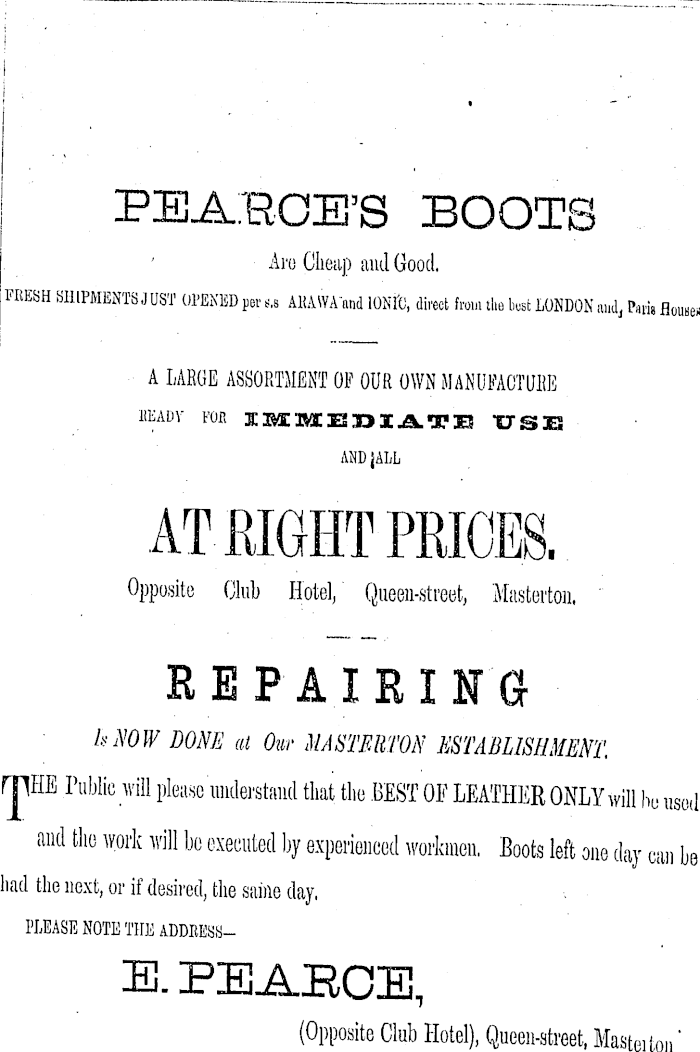 PEARCE'S BOOTS
Are Cheap and Good.
FRESH SHIPMENTS JUST OPENED per s.s ARAWA and IONIC, direct from the best LONDON and, Paris Houses
A LARGE ASSORTMENT OF OUR OWN MANUFACTURE
READY FOR IMMEDIATE USE
AND ALL
AT RIGHT PRICES.
Opposite Club Hotel, Queen-street, Masterton.
REPAIRING
Is NOW DONE at Our MASTERTON ESTABLISHMENT.
THE Public will please understand that the BEST OF LEATHER ONLY will be used
and the work will be executed by experienced workmen. Boots left one day can be
had the next, or if desired, the same day.
PLEASE NOTE THE ADDRESS—
E. PEARCE,
(Opposite Club Hotel), Queen-street, Masterton